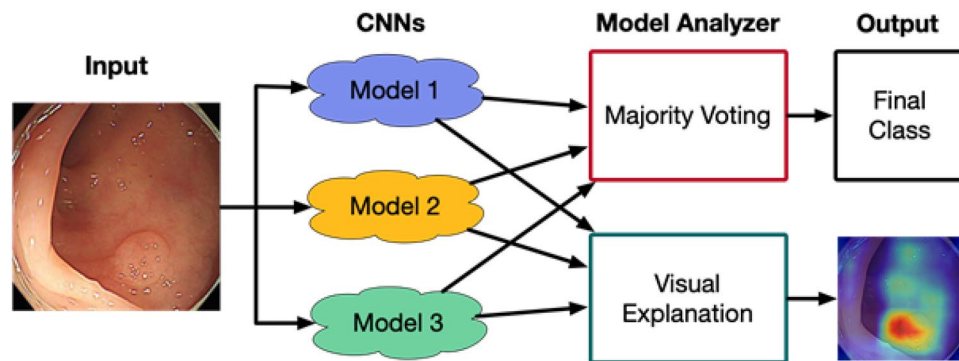 CNNs
Model Analyzer
Output
Input
Model 1
Majority Voting
Final
Class
Model 2
Model 3
Visual
Explanation